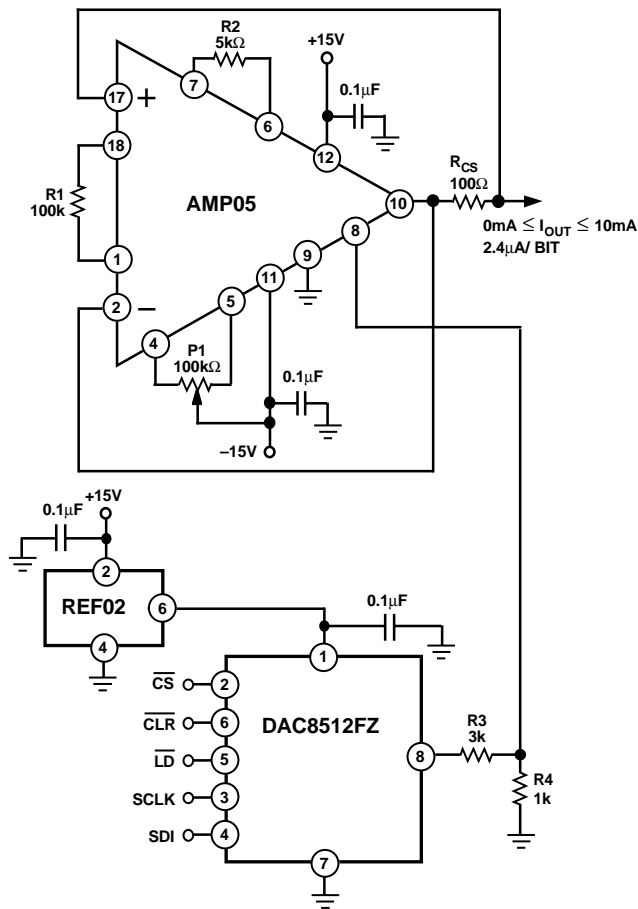 R2
5kΩ
+15V
0.1μF
7
6
17
+
18
12
R1
100k
AMP05
10
R_CS
100Ω
0mA ≤ I_OUT ≤ 10mA
2.4μA/ BIT
8
9
11
1
2
–
5
4
P1
100kΩ
0.1μF
–15V
+15V
0.1μF
2
REF02
6
4
0.1μF
1
C̅S̅
2
DAC8512FZ
C̅L̅R̅
6
L̅D̅
5
SCLK
3
SDI
4
8
R3
3k
R4
1k
7